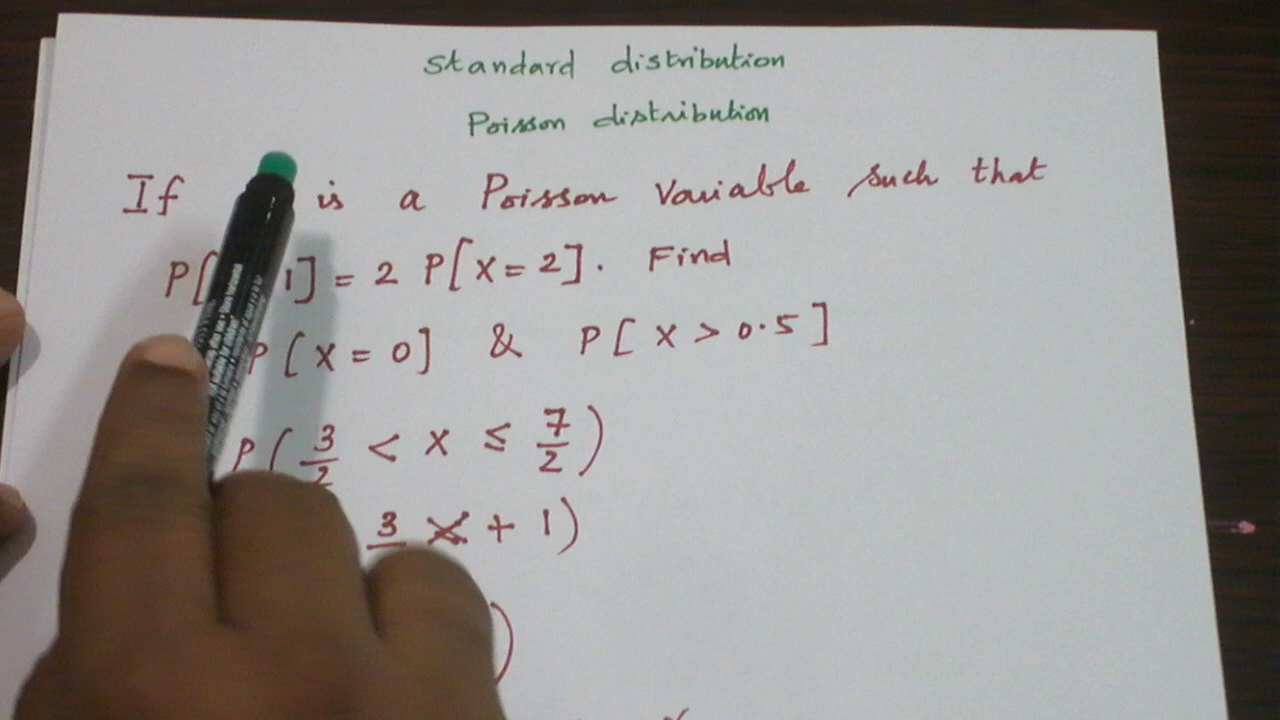 Standard distribution
Poisson distribution
If is a Poisson Variable such that
P[ 1] = 2 P[X = 2]. Find
P[X = 0] & P[X > 0.5]
P(3/2 < X ≤ 7/2)
3 X + 1)
)